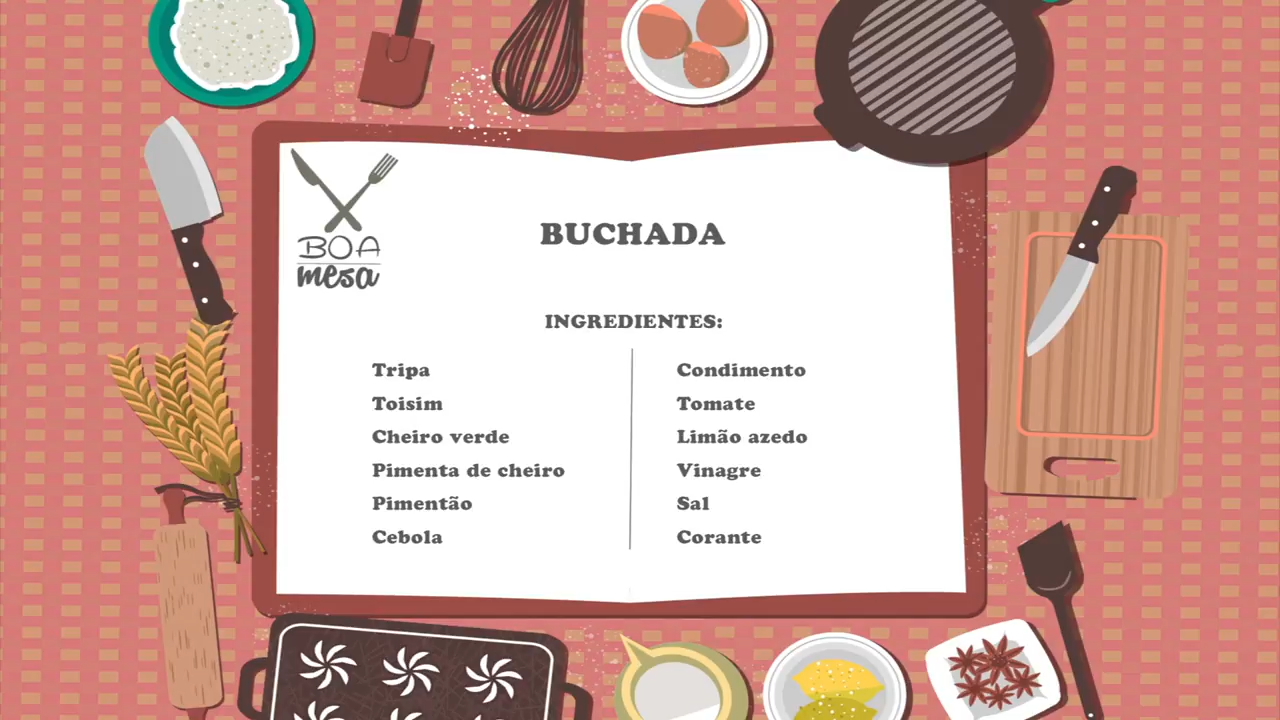 BOA
mesa
BUCHADA
INGREDIENTES:
Tripa
Toisim
Cheiro verde
Pimenta de cheiro
Pimentão
Cebola
Condimento
Tomate
Limão azedo
Vinagre
Sal
Corante